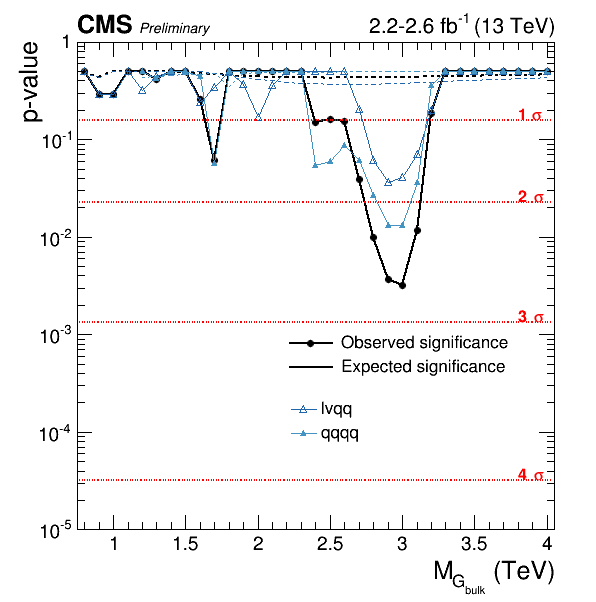 CMS Preliminary 2.2-2.6 fb⁻¹ (13 TeV)
p-value
1
10⁻¹
10⁻²
10⁻³
10⁻⁴
10⁻⁵
1 σ
2 σ
3 σ
4 σ
Observed significance
Expected significance
lvqq
qqqq
1 1.5 2 2.5 3 3.5 4
M_G_bulk (TeV)